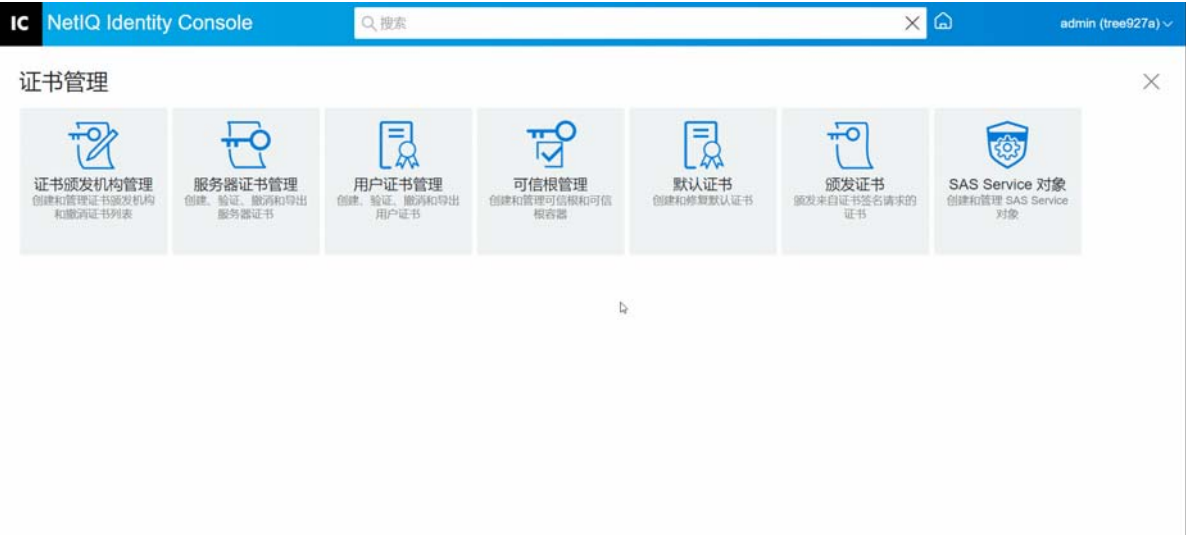 IC NetIQ Identity Console 搜索 admin (tree927a)
证书管理
证书颁发机构管理
创建和管理证书颁发机构
和撤消证书列表
服务器证书管理
创建、验证、撤消和导出
服务器证书
用户证书管理
创建、验证、撤消和导出
用户证书
可信根管理
创建和管理可信根和可信
根容器
默认证书
创建和修复默认证书
颁发证书
颁发来自证书签名请求的
证书
SAS Service 对象
创建和管理 SAS Service
对象